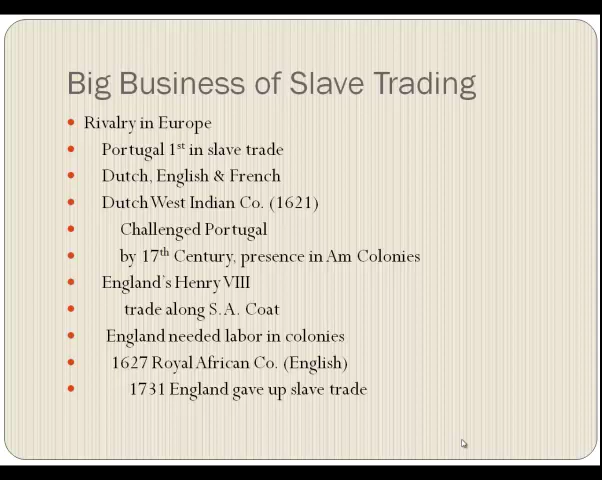 Big Business of Slave Trading
• Rivalry in Europe
• Portugal 1st in slave trade
• Dutch, English & French
• Dutch West Indian Co. (1621)
• Challenged Portugal
• by 17th Century, presence in Am Colonies
• England's Henry VIII
• trade along S.A. Coat
• England needed labor in colonies
• 1627 Royal African Co. (English)
• 1731 England gave up slave trade